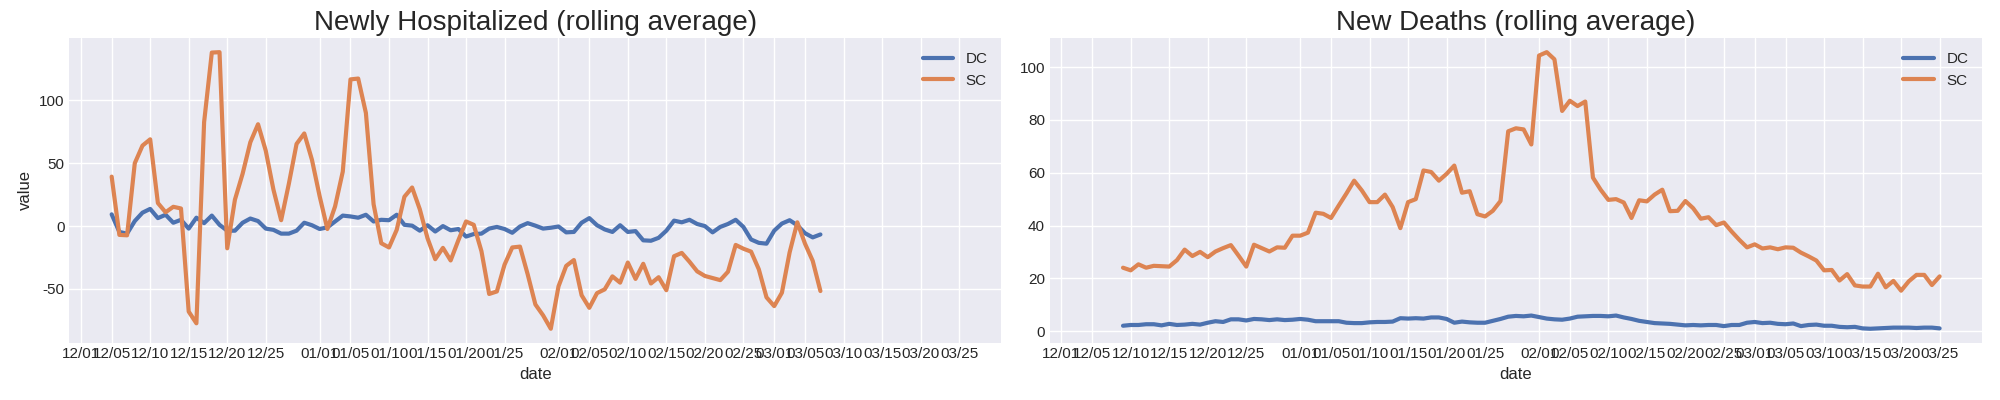 Newly Hospitalized (rolling average)
DC
SC
100
50
0
-50
value
12/01 12/05 12/10 12/15 12/20 12/25 01/01 01/05 01/10 01/15 01/20 01/25 02/01 02/05 02/10 02/15 02/20 02/25 03/01 03/05 03/10 03/15 03/20 03/25
date
New Deaths (rolling average)
DC
SC
100
80
60
40
20
0
12/01 12/05 12/10 12/15 12/20 12/25 01/01 01/05 01/10 01/15 01/20 01/25 02/01 02/05 02/10 02/15 02/20 02/25 03/01 03/05 03/10 03/15 03/20 03/25
date